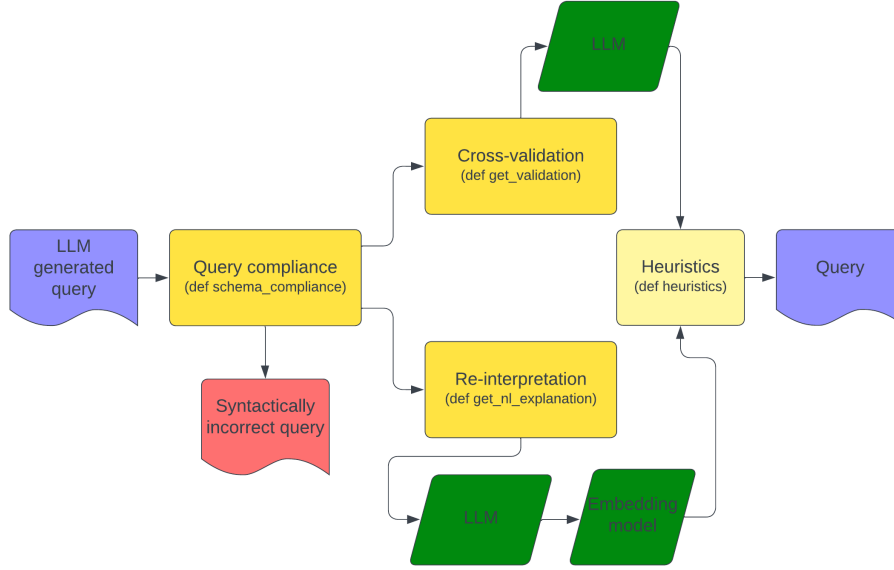 LLM
Cross-validation
(def get_validation)
LLM
generated
query
Query compliance
(def schema_compliance)
Heuristics
(def heuristics)
Query
Re-interpretation
(def get_nl_explanation)
Syntactically
incorrect query
LLM
Embedding
model